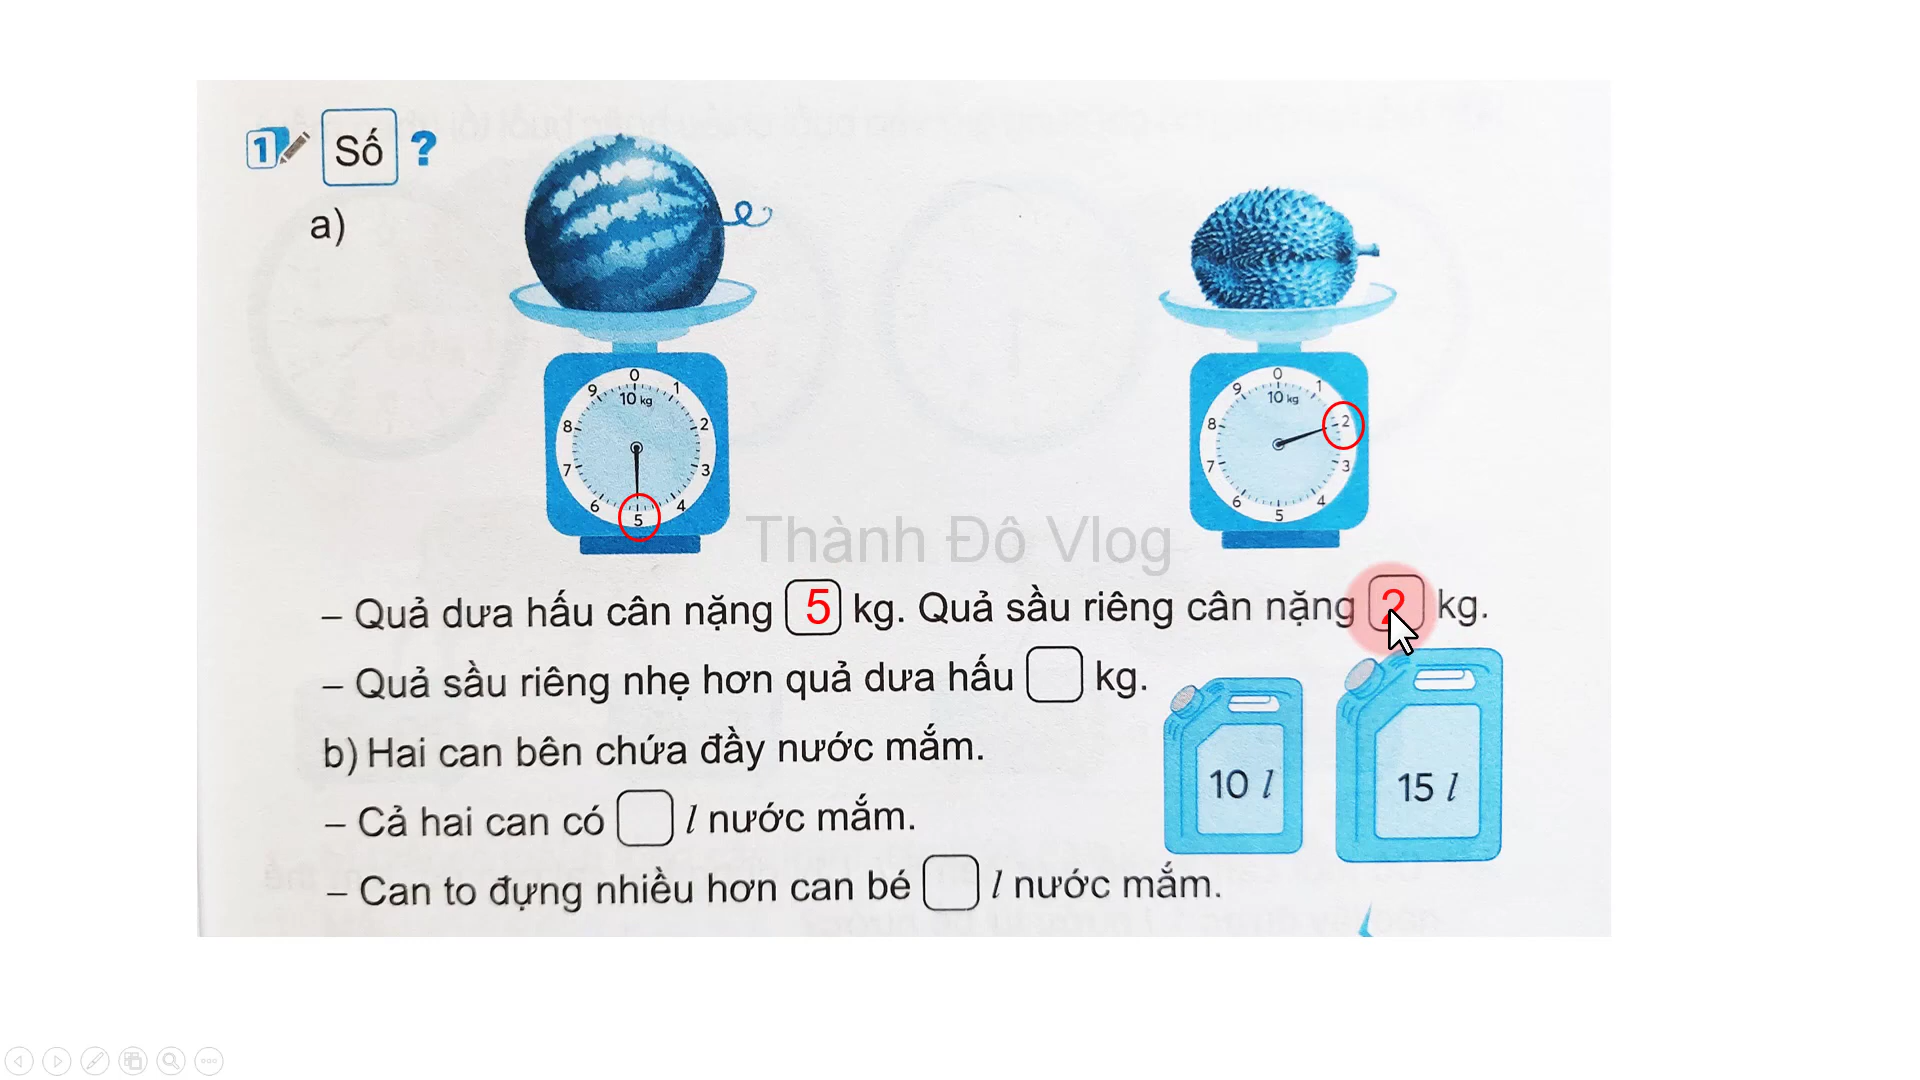 1 Số ?
a)
0 1 2 3 4 5 6 7 8 9
10 kg
0 1 2 3 4 5 6 7 8 9
10 kg
Thành Đô Vlog
– Quả dưa hấu cân nặng 5 kg. Quả sầu riêng cân nặng 2 kg.
– Quả sầu riêng nhẹ hơn quả dưa hấu kg.
b) Hai can bên chứa đầy nước mắm.
10 l
15 l
– Cả hai can có l nước mắm.
– Can to đựng nhiều hơn can bé l nước mắm.